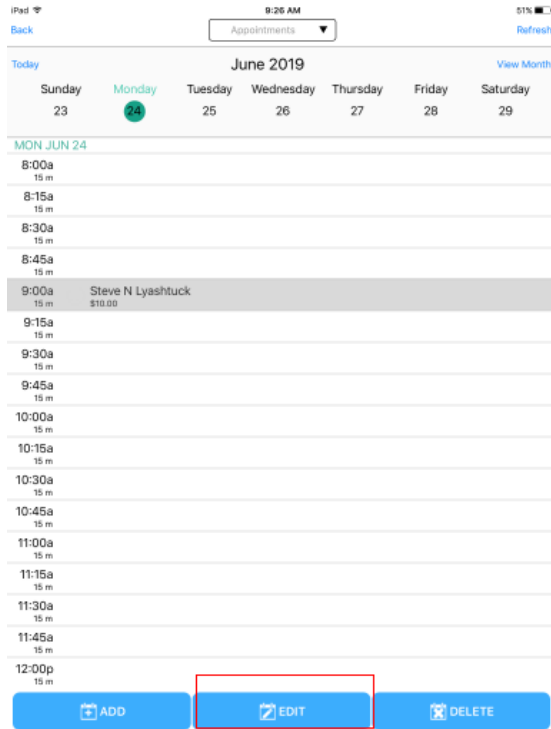 iPad 9:26 AM 51%
Back Appointments ▼ Refresh
Today June 2019 View Month
Sunday Monday Tuesday Wednesday Thursday Friday Saturday
23 24 25 26 27 28 29
MON JUN 24
8:00a
15 m
8:15a
15 m
8:30a
15 m
8:45a
15 m
9:00a Steve N Lyashtuck
15 m $10.00
9:15a
15 m
9:30a
15 m
9:45a
15 m
10:00a
15 m
10:15a
15 m
10:30a
15 m
10:45a
15 m
11:00a
15 m
11:15a
15 m
11:30a
15 m
11:45a
15 m
12:00p
15 m
ADD EDIT DELETE